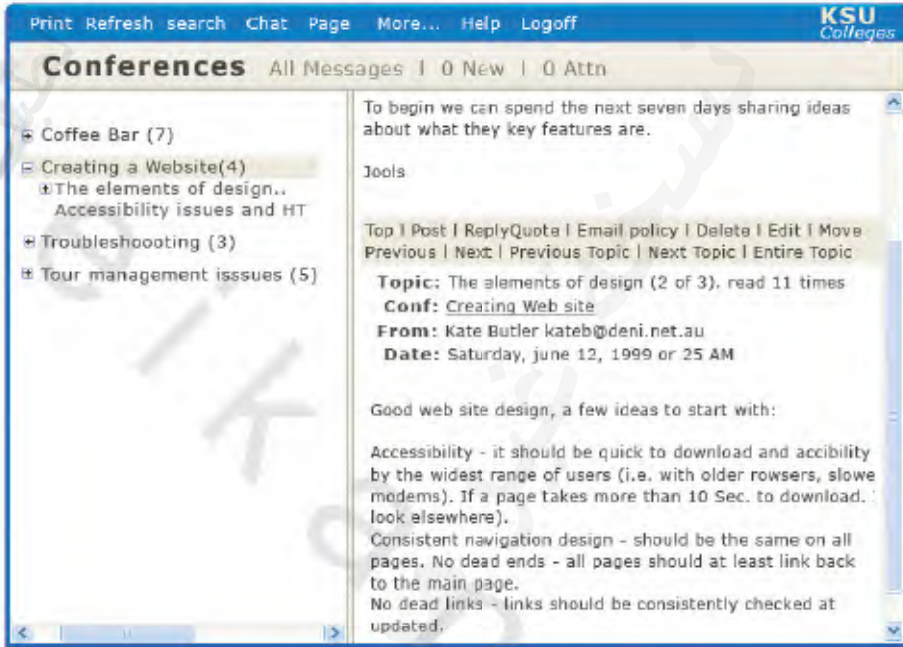 Print Refresh search Chat Page More... Help Logoff
KSU
Colleges
Conferences All Messages | 0 New | 0 Attn
Coffee Bar (7)
Creating a Website(4)
The elements of design..
Accessibility issues and HT
Troubleshoooting (3)
Tour management isssues (5)
To begin we can spend the next seven days sharing ideas
about what they key features are.
Jools
Top | Post | ReplyQuote | Email policy | Delete | Edit | Move
Previous | Next | Previous Topic | Next Topic | Entire Topic
Topic: The elements of design (2 of 3). read 11 times
Conf: Creating Web site
From: Kate Butler kateb@deni.net.au
Date: Saturday, june 12, 1999 or 25 AM
Good web site design, a few ideas to start with:
Accessibility - it should be quick to download and accibility
by the widest range of users (i.e. with older rowsers, slowe
modems). If a page takes more than 10 Sec. to download.
look elsewhere).
Consistent navigation design - should be the same on all
pages. No dead ends - all pages should at least link back
to the main page.
No dead links - links should be consistently checked at
updated.